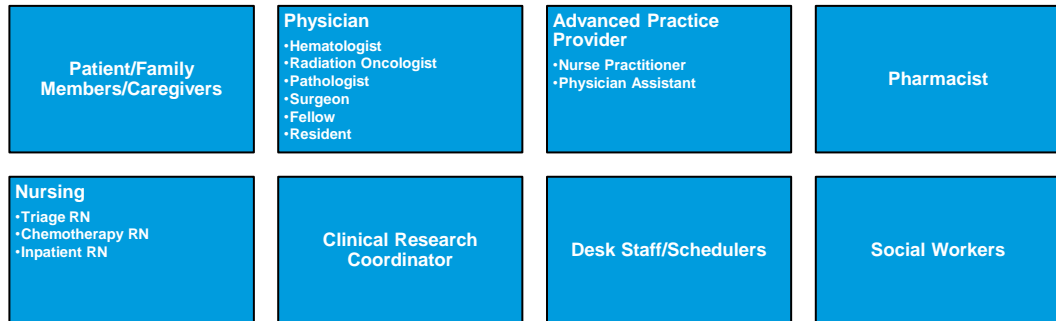 Patient/Family
Members/Caregivers
Physician
•Hematologist
•Radiation Oncologist
•Pathologist
•Surgeon
•Fellow
•Resident
Advanced Practice
Provider
•Nurse Practitioner
•Physician Assistant
Pharmacist
Nursing
•Triage RN
•Chemotherapy RN
•Inpatient RN
Clinical Research
Coordinator
Desk Staff/Schedulers
Social Workers